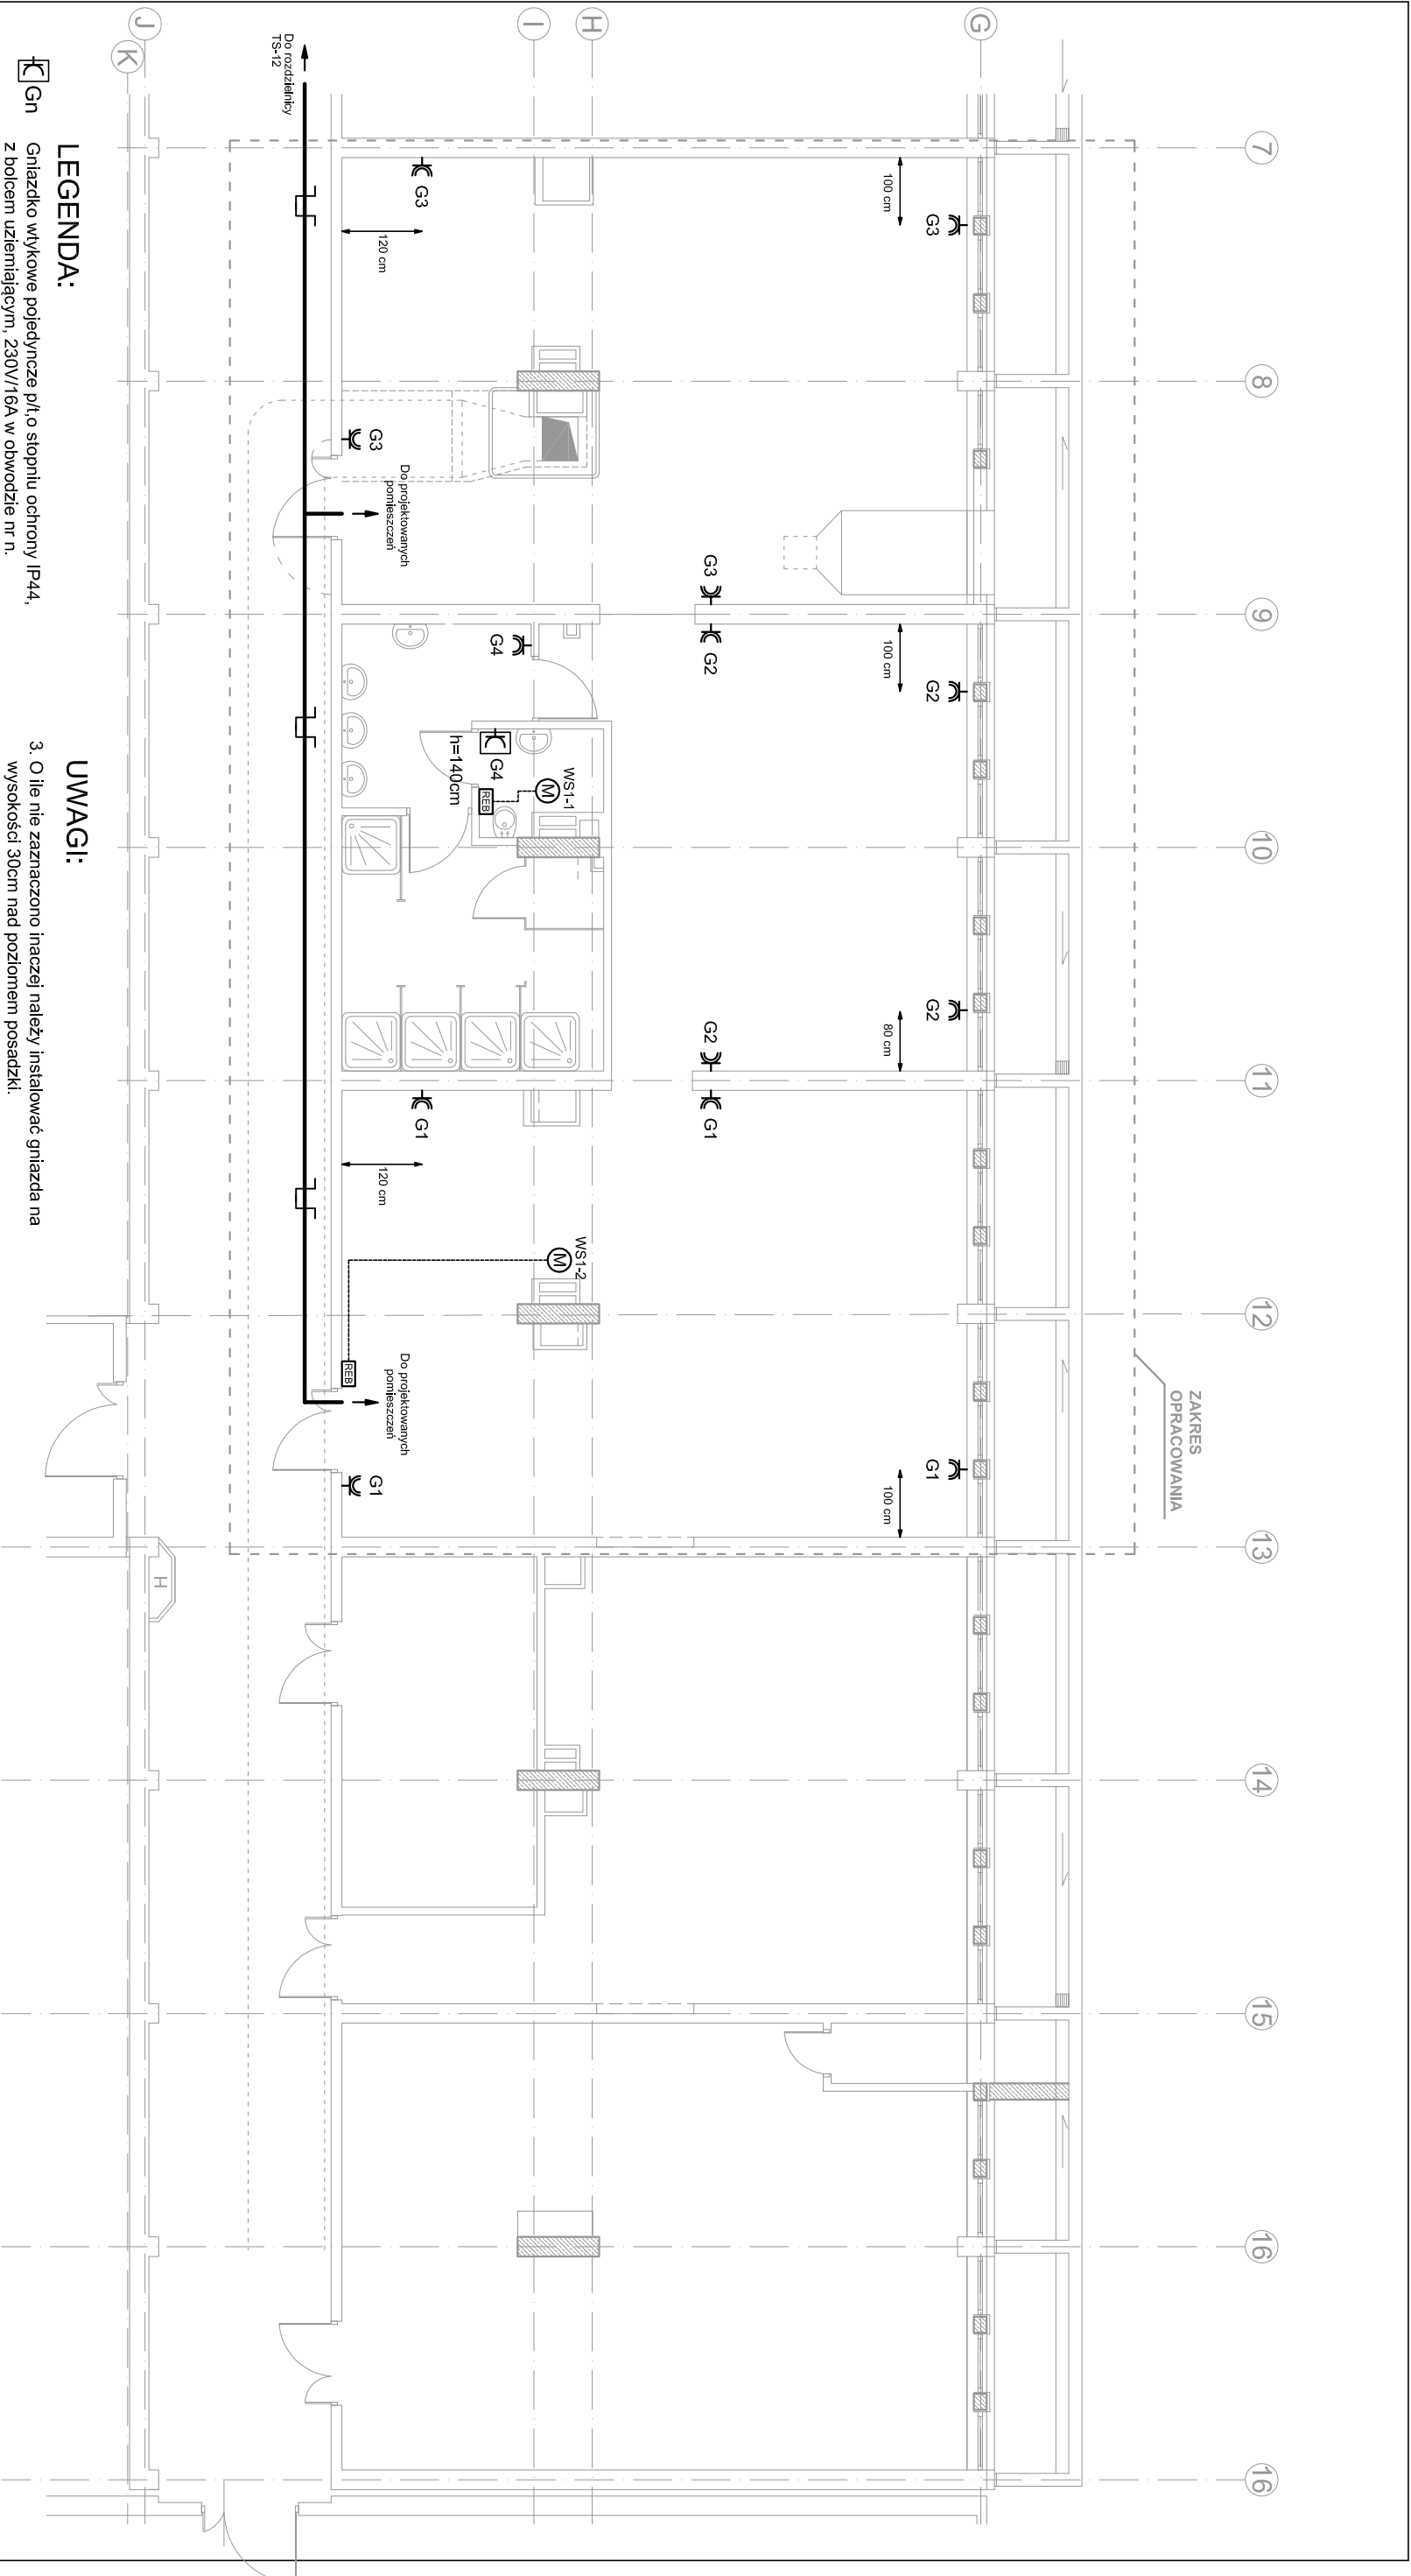 7
8
9
10
11
12
13
14
15
16
16
G
H
I
J
K
ZAKRES
OPRACOWANIA
G3
100 cm
G2
100 cm
G2
80 cm
G1
100 cm
G3
G2
G2
G1
G3
120 cm
G3
Do projektowanych
pomieszczeń
G4
G4
h=140cm
WS1-1
M
REB
G1
120 cm
WS1-2
M
REB
Do projektowanych
pomieszczeń
G1
Do rozdzielnicy
TS-12
H
LEGENDA:
Gn
Gniazdko wtykowe pojedyncze p/t,o stopniu ochrony IP44,
z bolcem uziemiającym, 230V/16A w obwodzie nr n.
UWAGI:
3. O ile nie zaznaczono inaczej należy instalować gniazda na
wysokości 30cm nad poziomem posadzki.